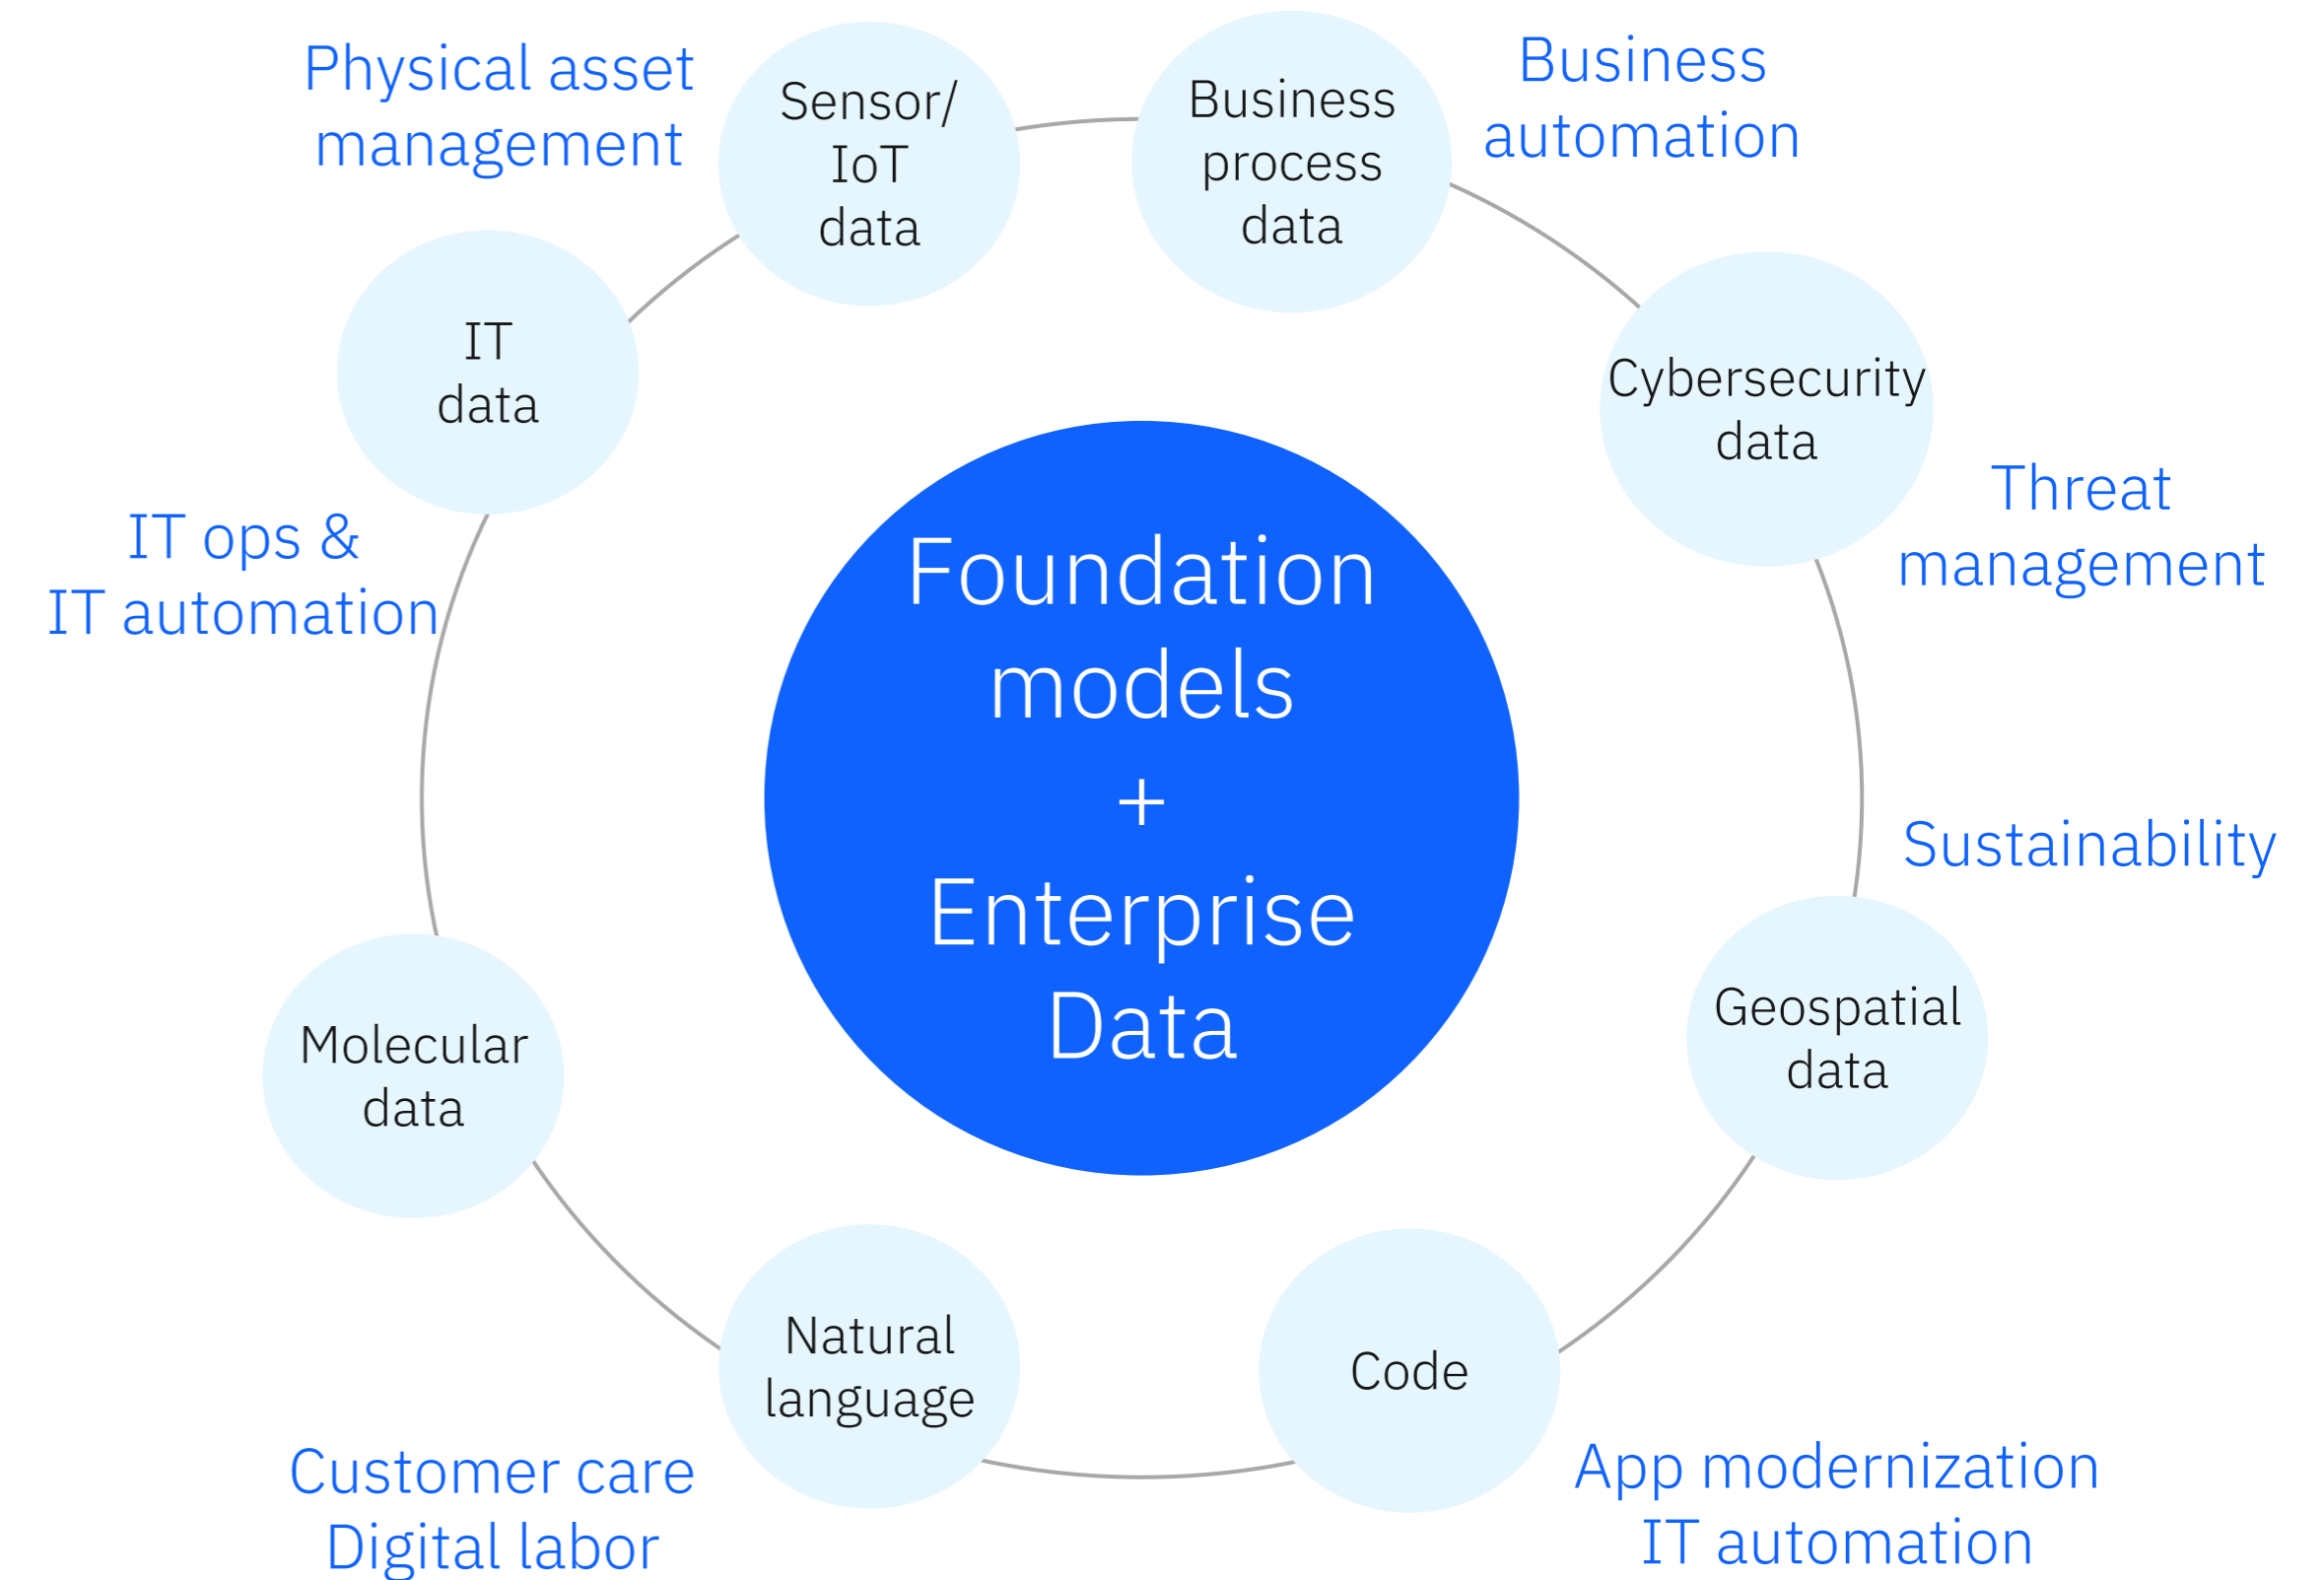 Physical asset
management
Sensor/
IoT
data
Business
process
data
Business
automation
IT
data
Cybersecurity
data
IT ops &
IT automation
Threat
management
Foundation
models
+
Enterprise
Data
Sustainability
Molecular
data
Geospatial
data
Natural
language
Code
Customer care
Digital labor
App modernization
IT automation